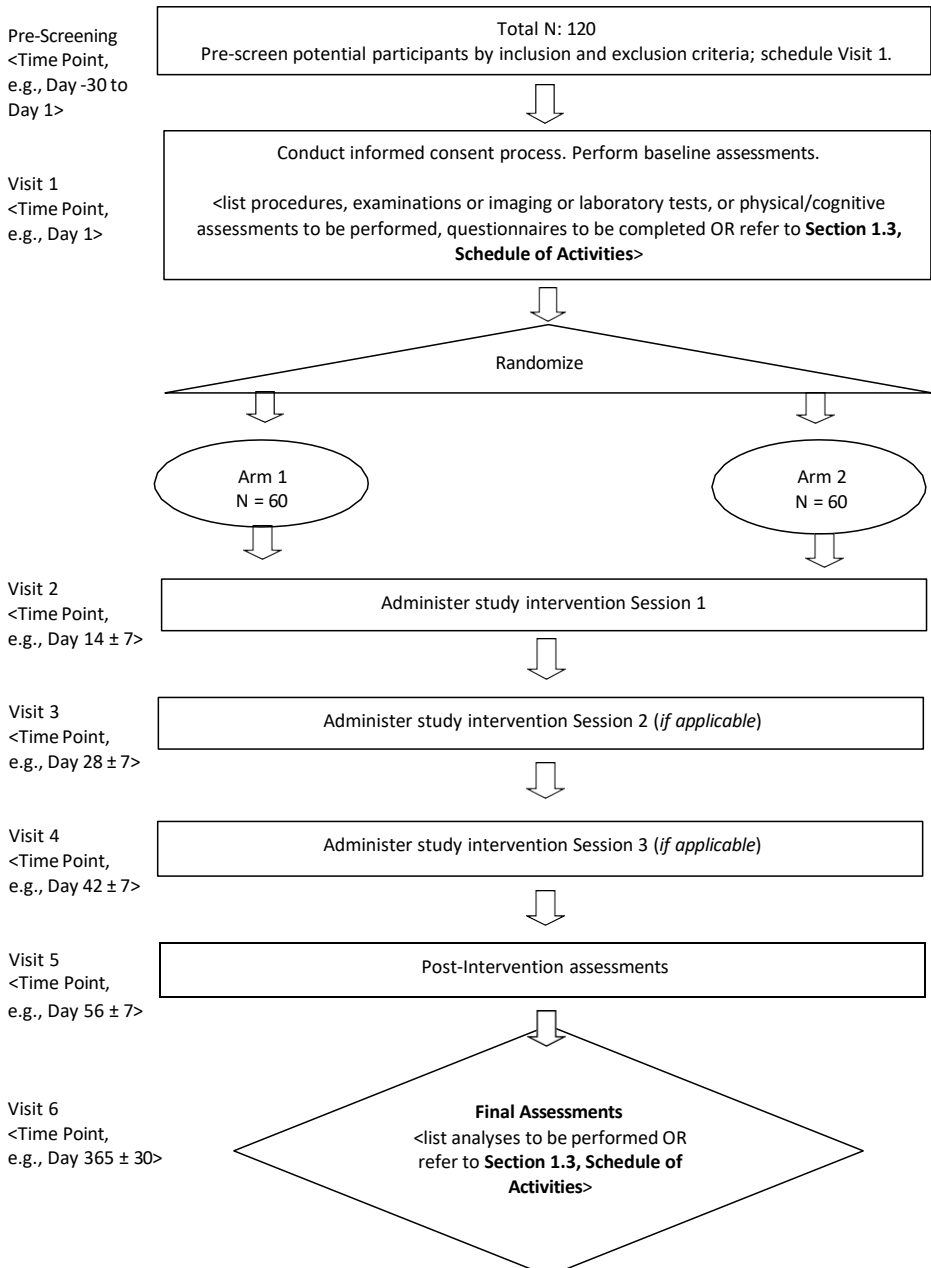 Pre-Screening
<Time Point,
e.g., Day -30 to
Day 1>
Total N: 120
Pre-screen potential participants by inclusion and exclusion criteria; schedule Visit 1.
Visit 1
<Time Point,
e.g., Day 1>
Conduct informed consent process. Perform baseline assessments.
<list procedures, examinations or imaging or laboratory tests, or physical/cognitive
assessments to be performed, questionnaires to be completed OR refer to Section 1.3,
Schedule of Activities>
Randomize
Arm 1
N = 60
Arm 2
N = 60
Visit 2
<Time Point,
e.g., Day 14 ± 7>
Administer study intervention Session 1
Visit 3
<Time Point,
e.g., Day 28 ± 7>
Administer study intervention Session 2 (if applicable)
Visit 4
<Time Point,
e.g., Day 42 ± 7>
Administer study intervention Session 3 (if applicable)
Visit 5
<Time Point,
e.g., Day 56 ± 7>
Post-Intervention assessments
Visit 6
<Time Point,
e.g., Day 365 ± 30>
Final Assessments
<list analyses to be performed OR
refer to Section 1.3, Schedule of
Activities>